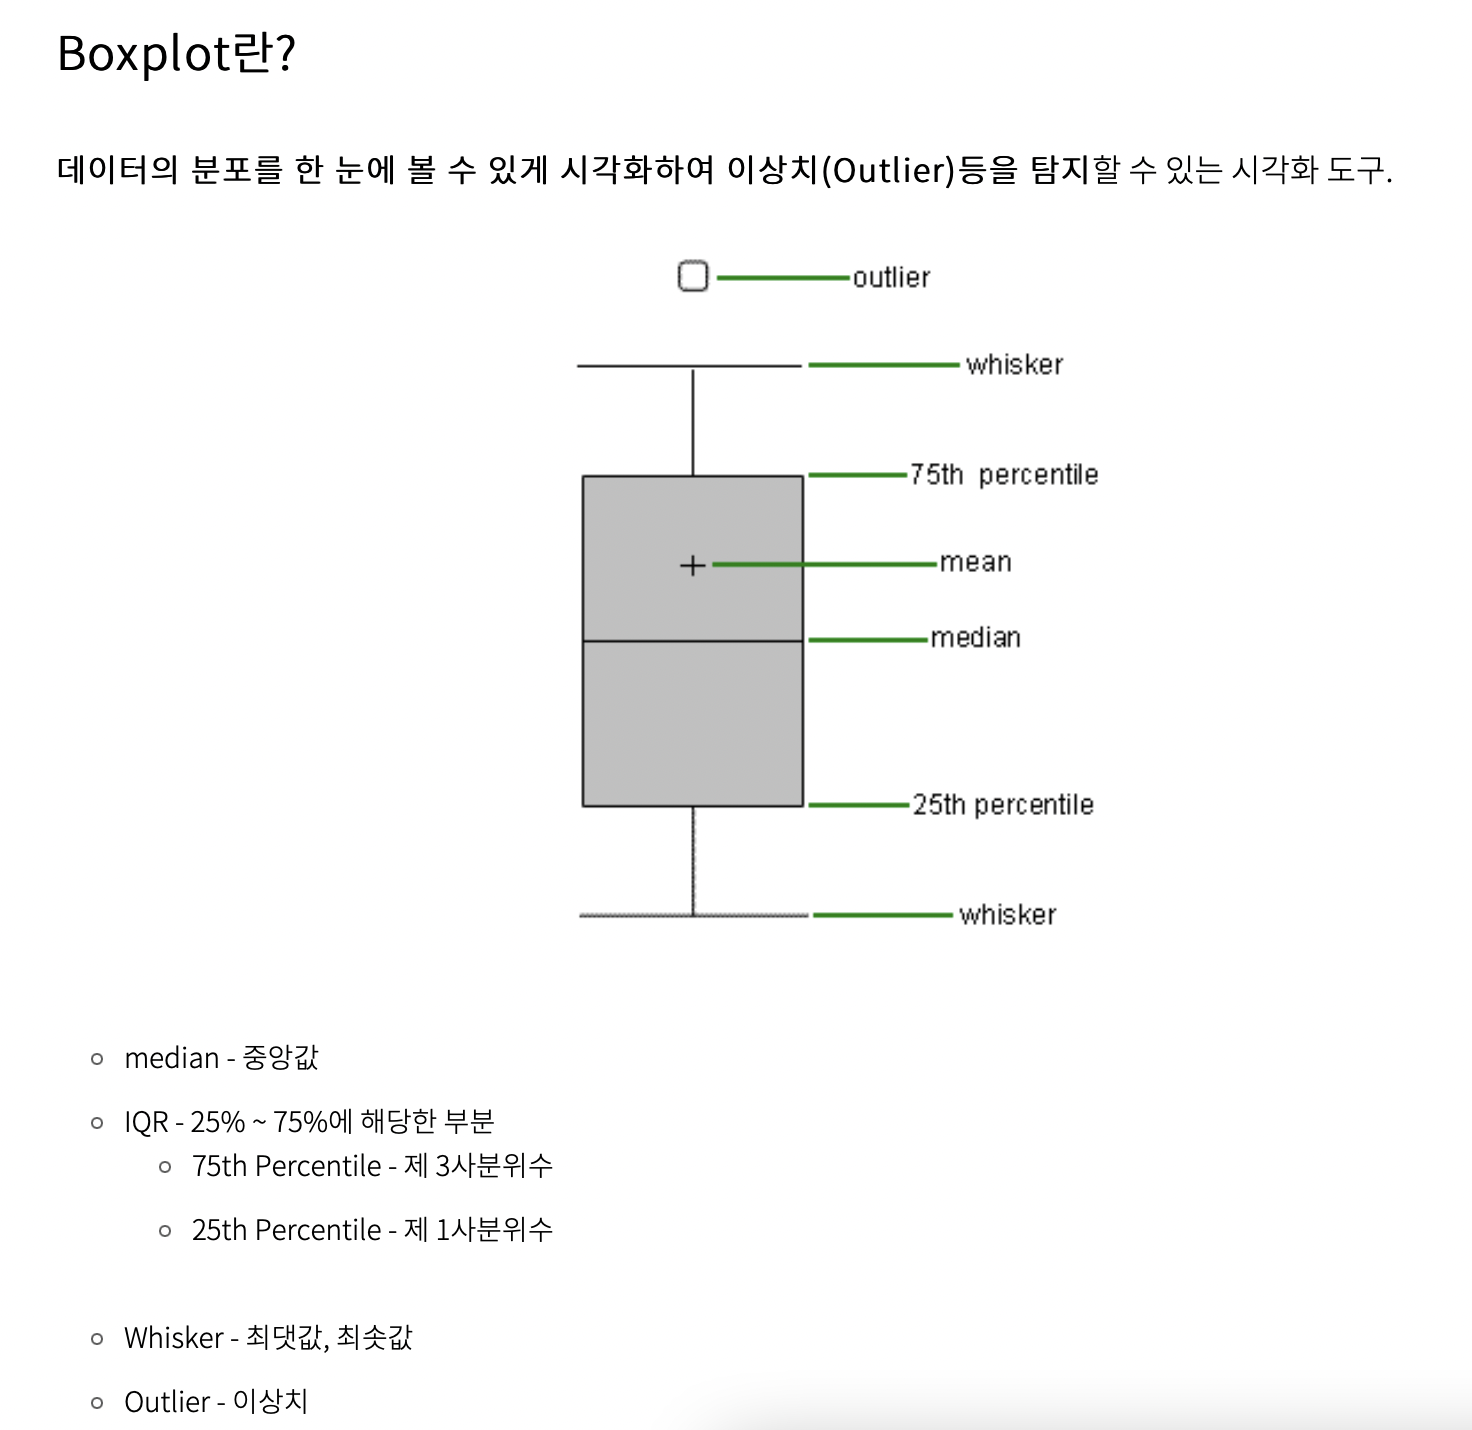 Boxplot란?
데이터의 분포를 한 눈에 볼 수 있게 시각화하여 이상치(Outlier)등을 탐지할 수 있는 시각화 도구.
outlier
whisker
75th percentile
mean
median
25th percentile
whisker
median - 중앙값
IQR - 25% ~ 75%에 해당한 부분
75th Percentile - 제 3사분위수
25th Percentile - 제 1사분위수
Whisker - 최댓값, 최솟값
Outlier - 이상치